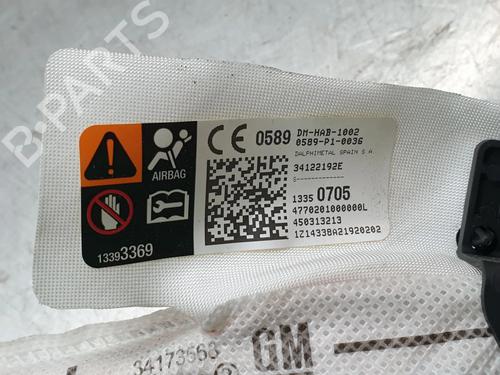 B-PARTS
CE 0589 DM-HAB-1002
0589-P1-0036
DALPHIMETAL SPAIN S.A.
34122192E
S-------
1335 0705
4770201000000L
450313213
1Z1433BA21920202
AIRBAG
13393369
34173663
GM